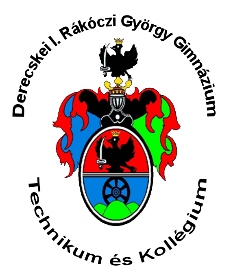 Derecskei I. Rákóczi György Gimnázium
Technikum és Kollégium